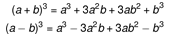 (a + b)³ = a³ + 3a²b + 3ab² + b³
(a − b)³ = a³ − 3a²b + 3ab² − b³